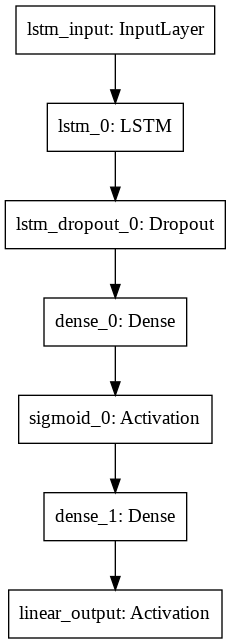 lstm_input: InputLayer
lstm_0: LSTM
lstm_dropout_0: Dropout
dense_0: Dense
sigmoid_0: Activation
dense_1: Dense
linear_output: Activation